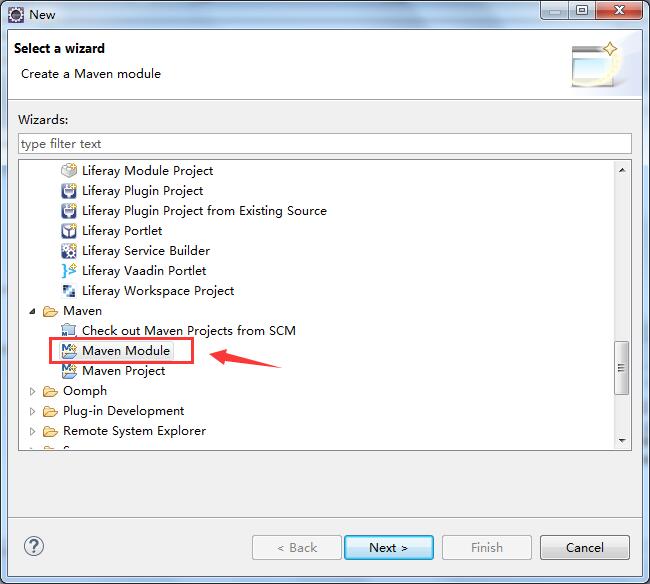 New
Select a wizard
Create a Maven module
Wizards:
type filter text
Liferay Module Project
Liferay Plugin Project
Liferay Plugin Project from Existing Source
Liferay Portlet
Liferay Service Builder
Liferay Vaadin Portlet
Liferay Workspace Project
Maven
Check out Maven Projects from SCM
Maven Module
Maven Project
Oomph
Plug-in Development
Remote System Explorer
< Back
Next >
Finish
Cancel